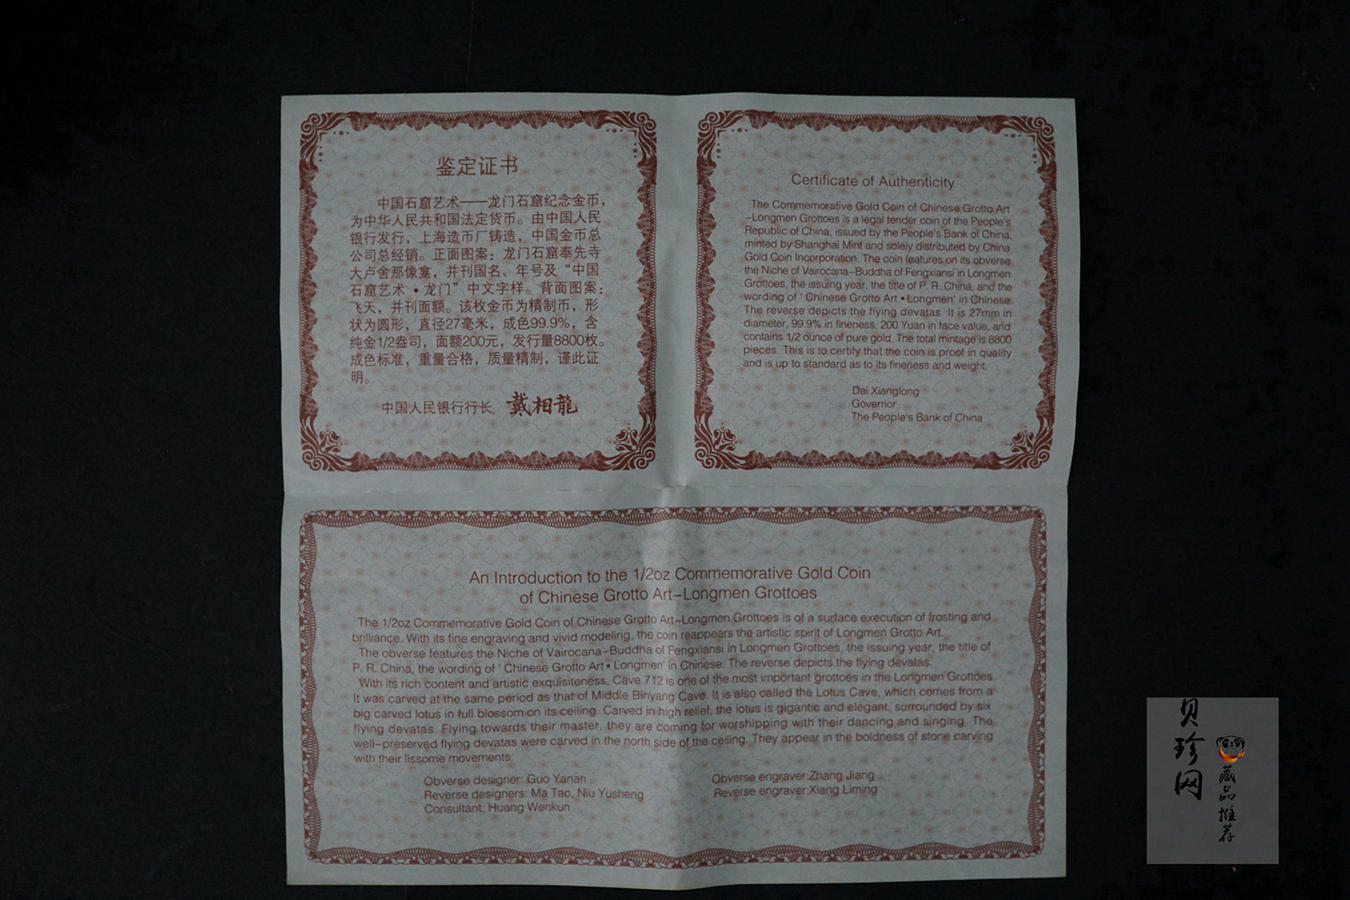 鉴定证书
中国石窟艺术——龙门石窟纪念金币，
为中华人民共和国法定货币。由中国人民
银行发行，上海造币厂铸造，中国金币总
公司总经销。正面图案：龙门石窟奉先寺
大卢舍那像龛，并刊国名、年号及“中国
石窟艺术·龙门”中文字样。背面图案：
飞天，并刊面额。该枚金币为精制币，形
状为圆形，直径27毫米，成色99.9%，含
纯金1/2盎司，面额200元，发行量8800枚。
成色标准，重量合格，质量精制，谨此证
明。
中国人民银行行长 戴相龍
Certificate of Authenticity
The Commemorative Gold Coin of Chinese Grotto Art
-Longmen Grottoes is a legal tender coin of the People's
Republic of China, issued by the People's Bank of China,
minted by Shanghai Mint and solely distributed by China
Gold Coin Incorporation. The coin features on its obverse
the Niche of Vairocana-Buddha of Fengxiansi in Longmen
Grottoes, the issuing year, the title of P. R. China, and the
wording of ' Chinese Grotto Art•Longmen' in Chinese.
The reverse depicts the flying devatas. It is 27mm in
diameter, 99.9% in fineness, 200 Yuan in face value, and
contains 1/2 ounce of pure gold. The total mintage is 8800
pieces. This is to certify that the coin is proof in quality
and is up to standard as to its fineness and weight.
Dai Xianglong
Governor
The People's Bank of China
An Introduction to the 1/2oz Commemorative Gold Coin
of Chinese Grotto Art-Longmen Grottoes
The 1/2oz Commemorative Gold Coin of Chinese Grotto Art-Longmen Grottoes is of a surface execution of frosting and
brilliance. With its fine engraving and vivid modeling, the coin reappears the artistic spirit of Longmen Grotto Art.
The obverse features the Niche of Vairocana-Buddha of Fengxiansi in Longmen Grottoes, the issuing year, the title of
P. R. China, the wording of ' Chinese Grotto Art•Longmen' in Chinese. The reverse depicts the flying devatas.
With its rich content and artistic exquisiteness, Cave 712 is one of the most important grottoes in the Longmen Grottoes.
It was carved at the same period as that of Middle Binyang Cave. It is also called the Lotus Cave, which comes from a
big carved lotus in full blossom on its ceiling. Carved in high relief, the lotus is gigantic and elegant, surrounded by six
flying devatas. Flying towards their master, they are coming for worshipping with their dancing and singing. The
well-preserved flying devatas were carved in the north side of the ceiling. They appear in the boldness of stone carving
with their lissome movements.
Obverse designer: Guo Yanan
Reverse designers: Ma Tao, Niu Yusheng
Consultant: Huang Wenkun
Obverse engraver:Zhang Jiang
Reverse engraver:Xiang Liming
贝珍网
藏品推荐